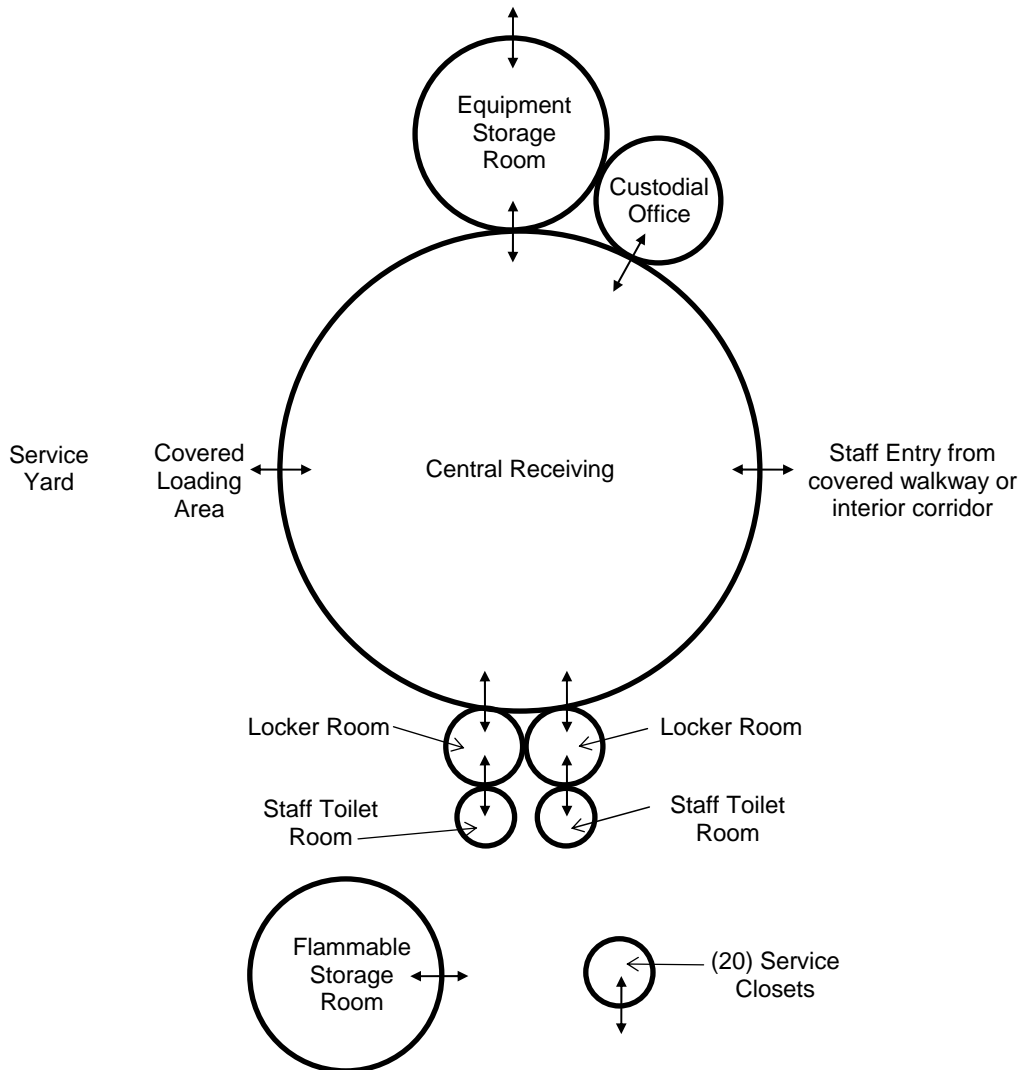 Equipment
Storage
Room
Custodial
Office
Service
Yard
Covered
Loading
Area
Central Receiving
Staff Entry from
covered walkway or
interior corridor
Locker Room
Locker Room
Staff Toilet
Room
Staff Toilet
Room
Flammable
Storage
Room
(20) Service
Closets